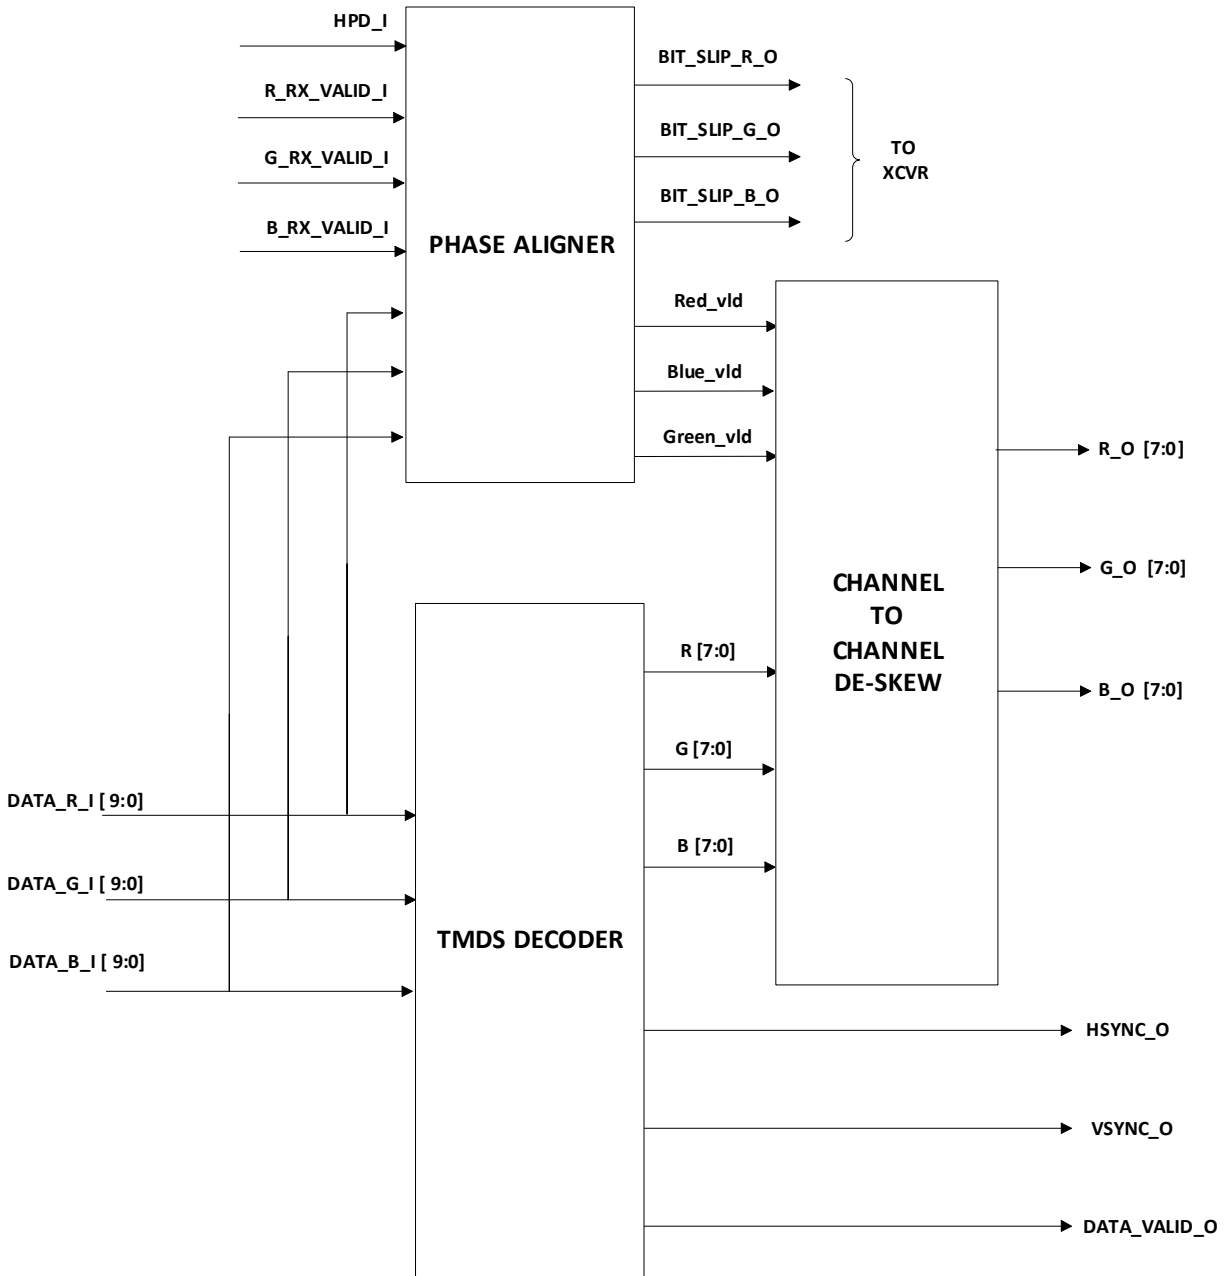 HPD_I
R_RX_VALID_I
G_RX_VALID_I
B_RX_VALID_I
PHASE ALIGNER
BIT_SLIP_R_O
BIT_SLIP_G_O
BIT_SLIP_B_O
TO
XCVR
Red_vld
Blue_vld
Green_vld
CHANNEL
TO
CHANNEL
DE-SKEW
R_O [7:0]
G_O [7:0]
B_O [7:0]
DATA_R_I [ 9:0]
DATA_G_I [ 9:0]
DATA_B_I [ 9:0]
TMDS DECODER
R [7:0]
G [7:0]
B [7:0]
HSYNC_O
VSYNC_O
DATA_VALID_O